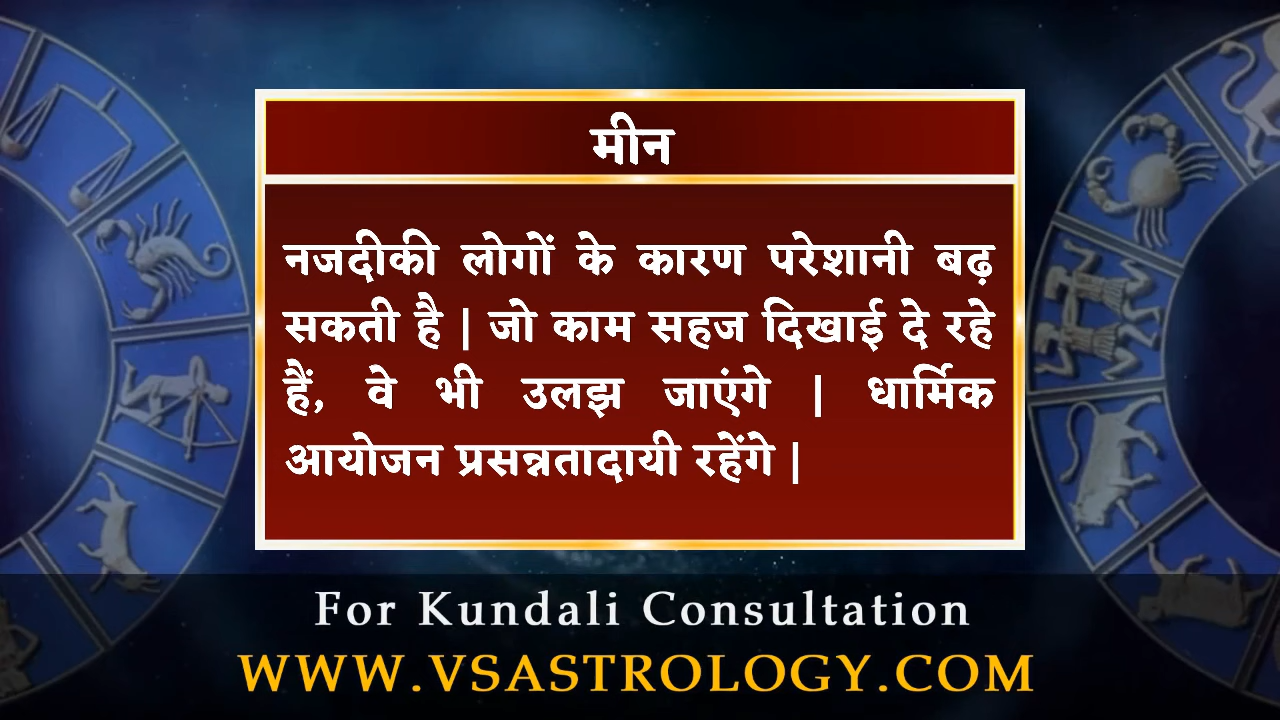 मीन
नजदीकी लोगों के कारण परेशानी बढ़
सकती है | जो काम सहज दिखाई दे रहे
हैं, वे भी उलझ जाएंगे | धार्मिक
आयोजन प्रसन्नतादायी रहेंगे |
For Kundali Consultation
WWW.VSASTROLOGY.COM